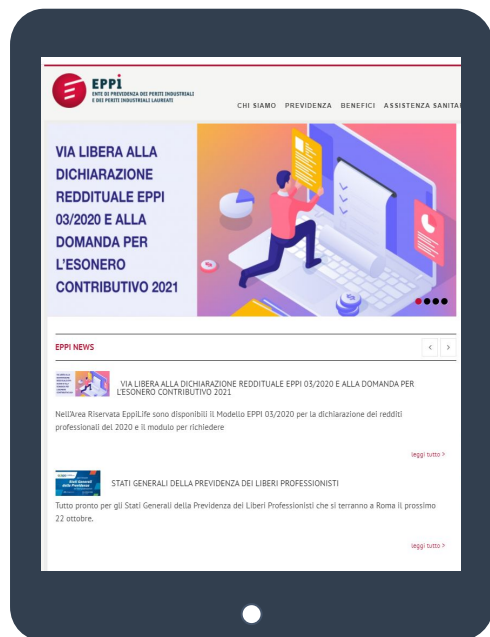 EPPi
ENTE DI PREVIDENZA DEI PERITI INDUSTRIALI
E DEI PERITI INDUSTRIALI LAUREATI
CHI SIAMO PREVIDENZA BENEFICI ASSISTENZA SANITA
VIA LIBERA ALLA
DICHIARAZIONE
REDDITUALE EPPI
03/2020 E ALLA
DOMANDA PER
L'ESONERO
CONTRIBUTIVO 2021
EPPI NEWS
VIA LIBERA ALLA DICHIARAZIONE REDDITUALE EPPI 03/2020 E ALLA DOMANDA PER
L'ESONERO CONTRIBUTIVO 2021
Nell'Area Riservata EppiLife sono disponibili il Modello EPPI 03/2020 per la dichiarazione dei redditi
professionali del 2020 e il modulo per richiedere
leggi tutto >
Stati Generali
della Previdenza
STATI GENERALI DELLA PREVIDENZA DEI LIBERI PROFESSIONISTI
Tutto pronto per gli Stati Generali della Previdenza dei Liberi Professionisti che si terranno a Roma il prossimo
22 ottobre.
leggi tutto >